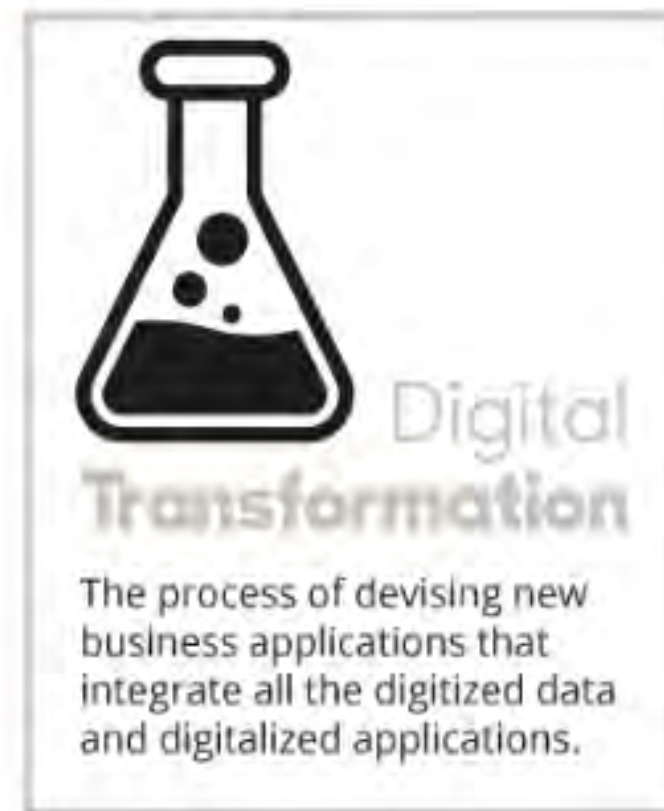 Digital
Transformation
The process of devising new
business applications that
integrate all the digitized data
and digitalized applications.